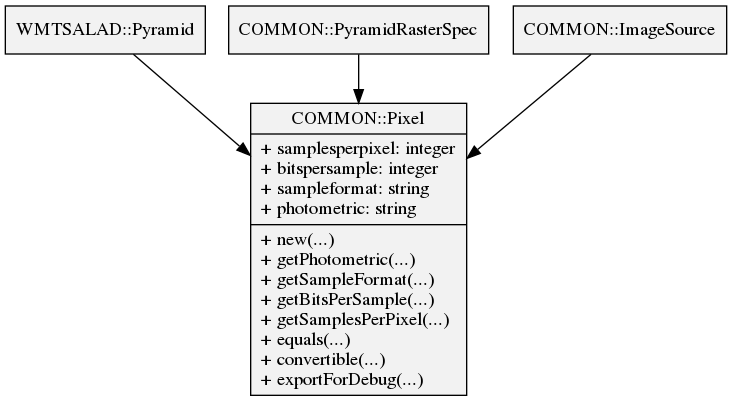 WMTSALAD::Pyramid
COMMON::PyramidRasterSpec
COMMON::ImageSource
COMMON::Pixel
+ samplesperpixel: integer
+ bitspersample: integer
+ sampleformat: string
+ photometric: string
+ new(...)
+ getPhotometric(...)
+ getSampleFormat(...)
+ getBitsPerSample(...)
+ getSamplesPerPixel(...)
+ equals(...)
+ convertible(...)
+ exportForDebug(...)